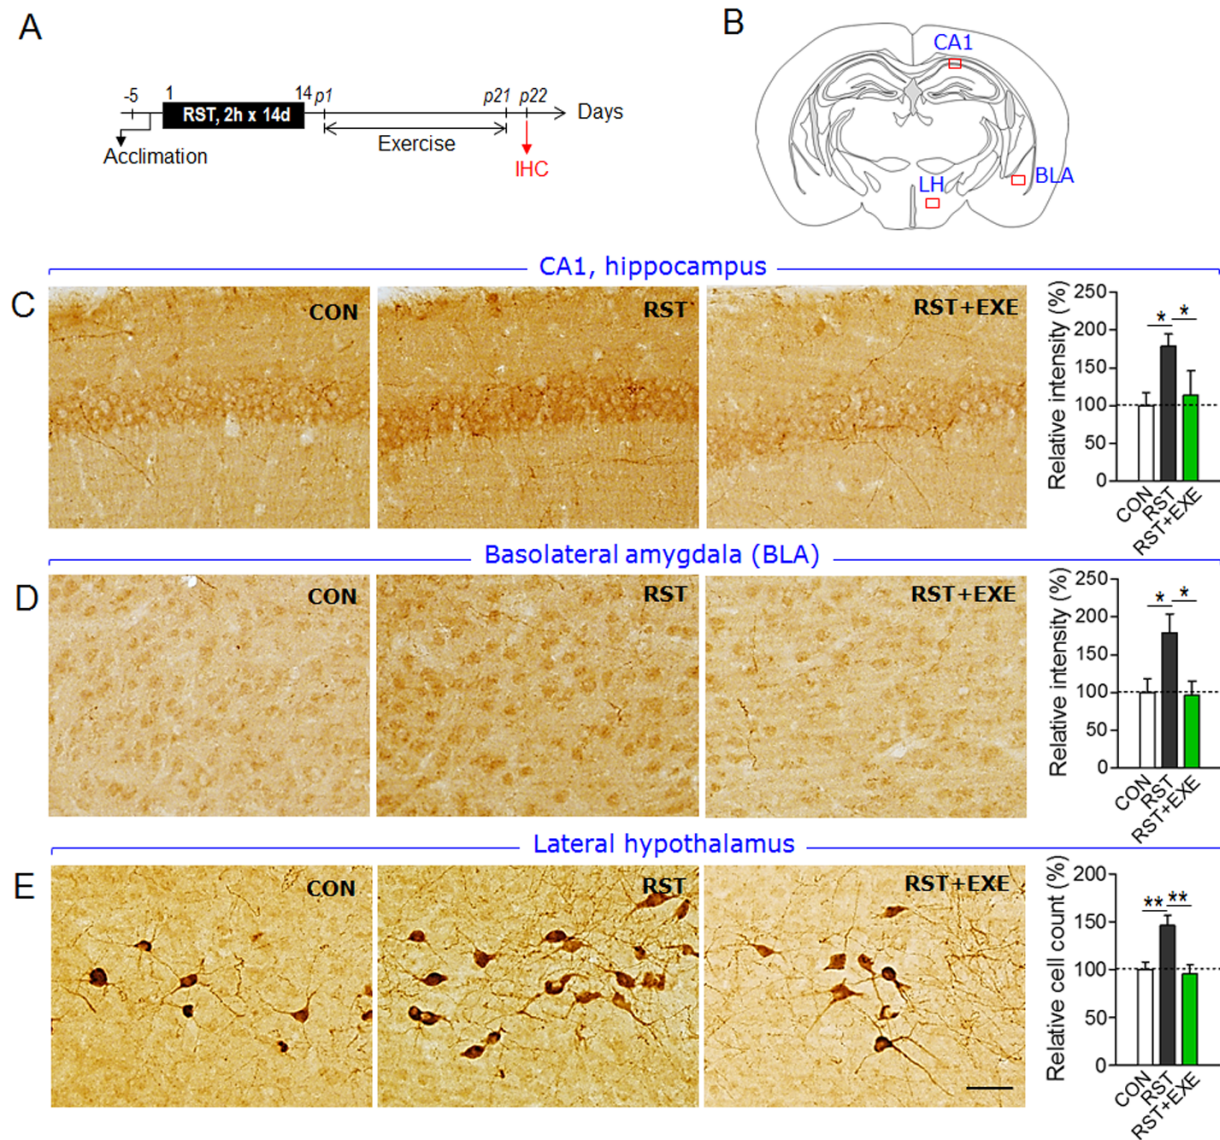 A
-5
1
14
p1
p21
p22
RST, 2h x 14d
Days
Acclimation
Exercise
IHC
B
CA1
LH
BLA
CA1, hippocampus
C
CON
RST
RST+EXE
Relative intensity (%)
250
200
150
100
50
0
*
*
CON
RST
RST+EXE
Basolateral amygdala (BLA)
D
CON
RST
RST+EXE
Relative intensity (%)
250
200
150
100
50
0
*
*
CON
RST
RST+EXE
Lateral hypothalamus
E
CON
RST
RST+EXE
Relative cell count (%)
200
150
100
50
0
**
**
CON
RST
RST+EXE